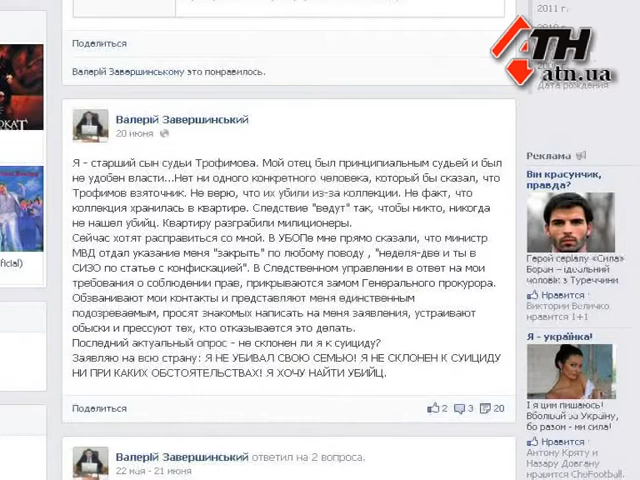 2011 г.
ATH
atn.ua
Дата рождения
Поделиться
Валерій Завершинському это понравилось.
Валерій Завершинський
20 июня
Я - старший сын судьи Трофимова. Мой отец был принципиальным судьей и был
не удобен власти...Нет ни одного конкретного человека, который бы сказал, что
Трофимов взяточник. Не верю, что их убили из-за коллекции. Не факт, что
коллекция хранилась в квартире. Следствие "ведут" так, чтобы никто, никогда
не нашел убийц. Квартиру разграбили милиционеры.
Сейчас хотят расправиться со мной. В УБОПе мне прямо сказали, что министр
МВД отдал указание меня "закрыть" по любому поводу , "неделя-две и ты в
СИЗО по статье с конфискацией". В Следственном управлении в ответ на мои
требования о соблюдении прав, прикрываются замом Генерального прокурора.
Обзванивают мои контакты и представляют меня единственным
подозреваемым, просят знакомых написать на меня заявления, устраивают
обыски и прессуют тех, кто отказывается это делать.
Последний актуальный опрос - не склонен ли я к суициду?
Заявляю на всю страну: Я НЕ УБИВАЛ СВОЮ СЕМЬЮ! Я НЕ СКЛОНЕН К СУИЦИДУ
НИ ПРИ КАКИХ ОБСТОЯТЕЛЬСТВАХ! Я ХОЧУ НАЙТИ УБИЙЦ.
Поделиться
2 3 20
Валерій Завершинський ответил на 2 вопроса.
22 мая - 21 июня
КАТ
ficial)
Реклама
Він красунчик,
правда?
Герой серіалу «Сила»
Боран – ідеальний
чоловік з Туреччини
Нравится ·
Виктории Величко
нравится 1+1
Я - українка!
І я цим пишаюсь!
Вболівай за Україну,
бо разом - ми сила!
Нравится ·
Антону Кряту и
Назару Довгану
нравится CheFootball.